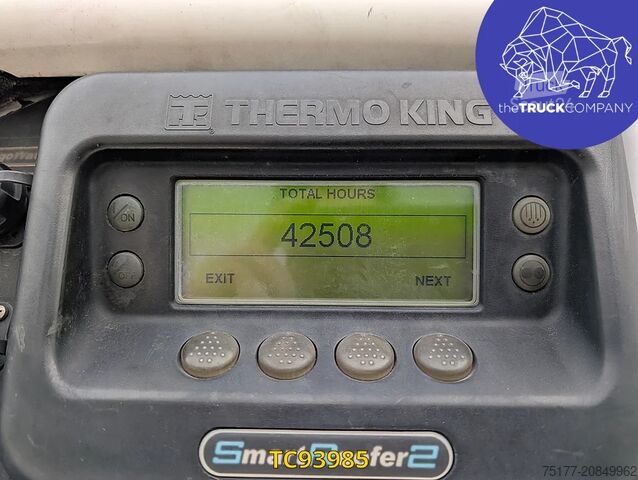 THERMO KING
theTRUCKCOMPANY
TOTAL HOURS
ON
42508
EXIT
NEXT
OFF
TC93985
75177-20849962